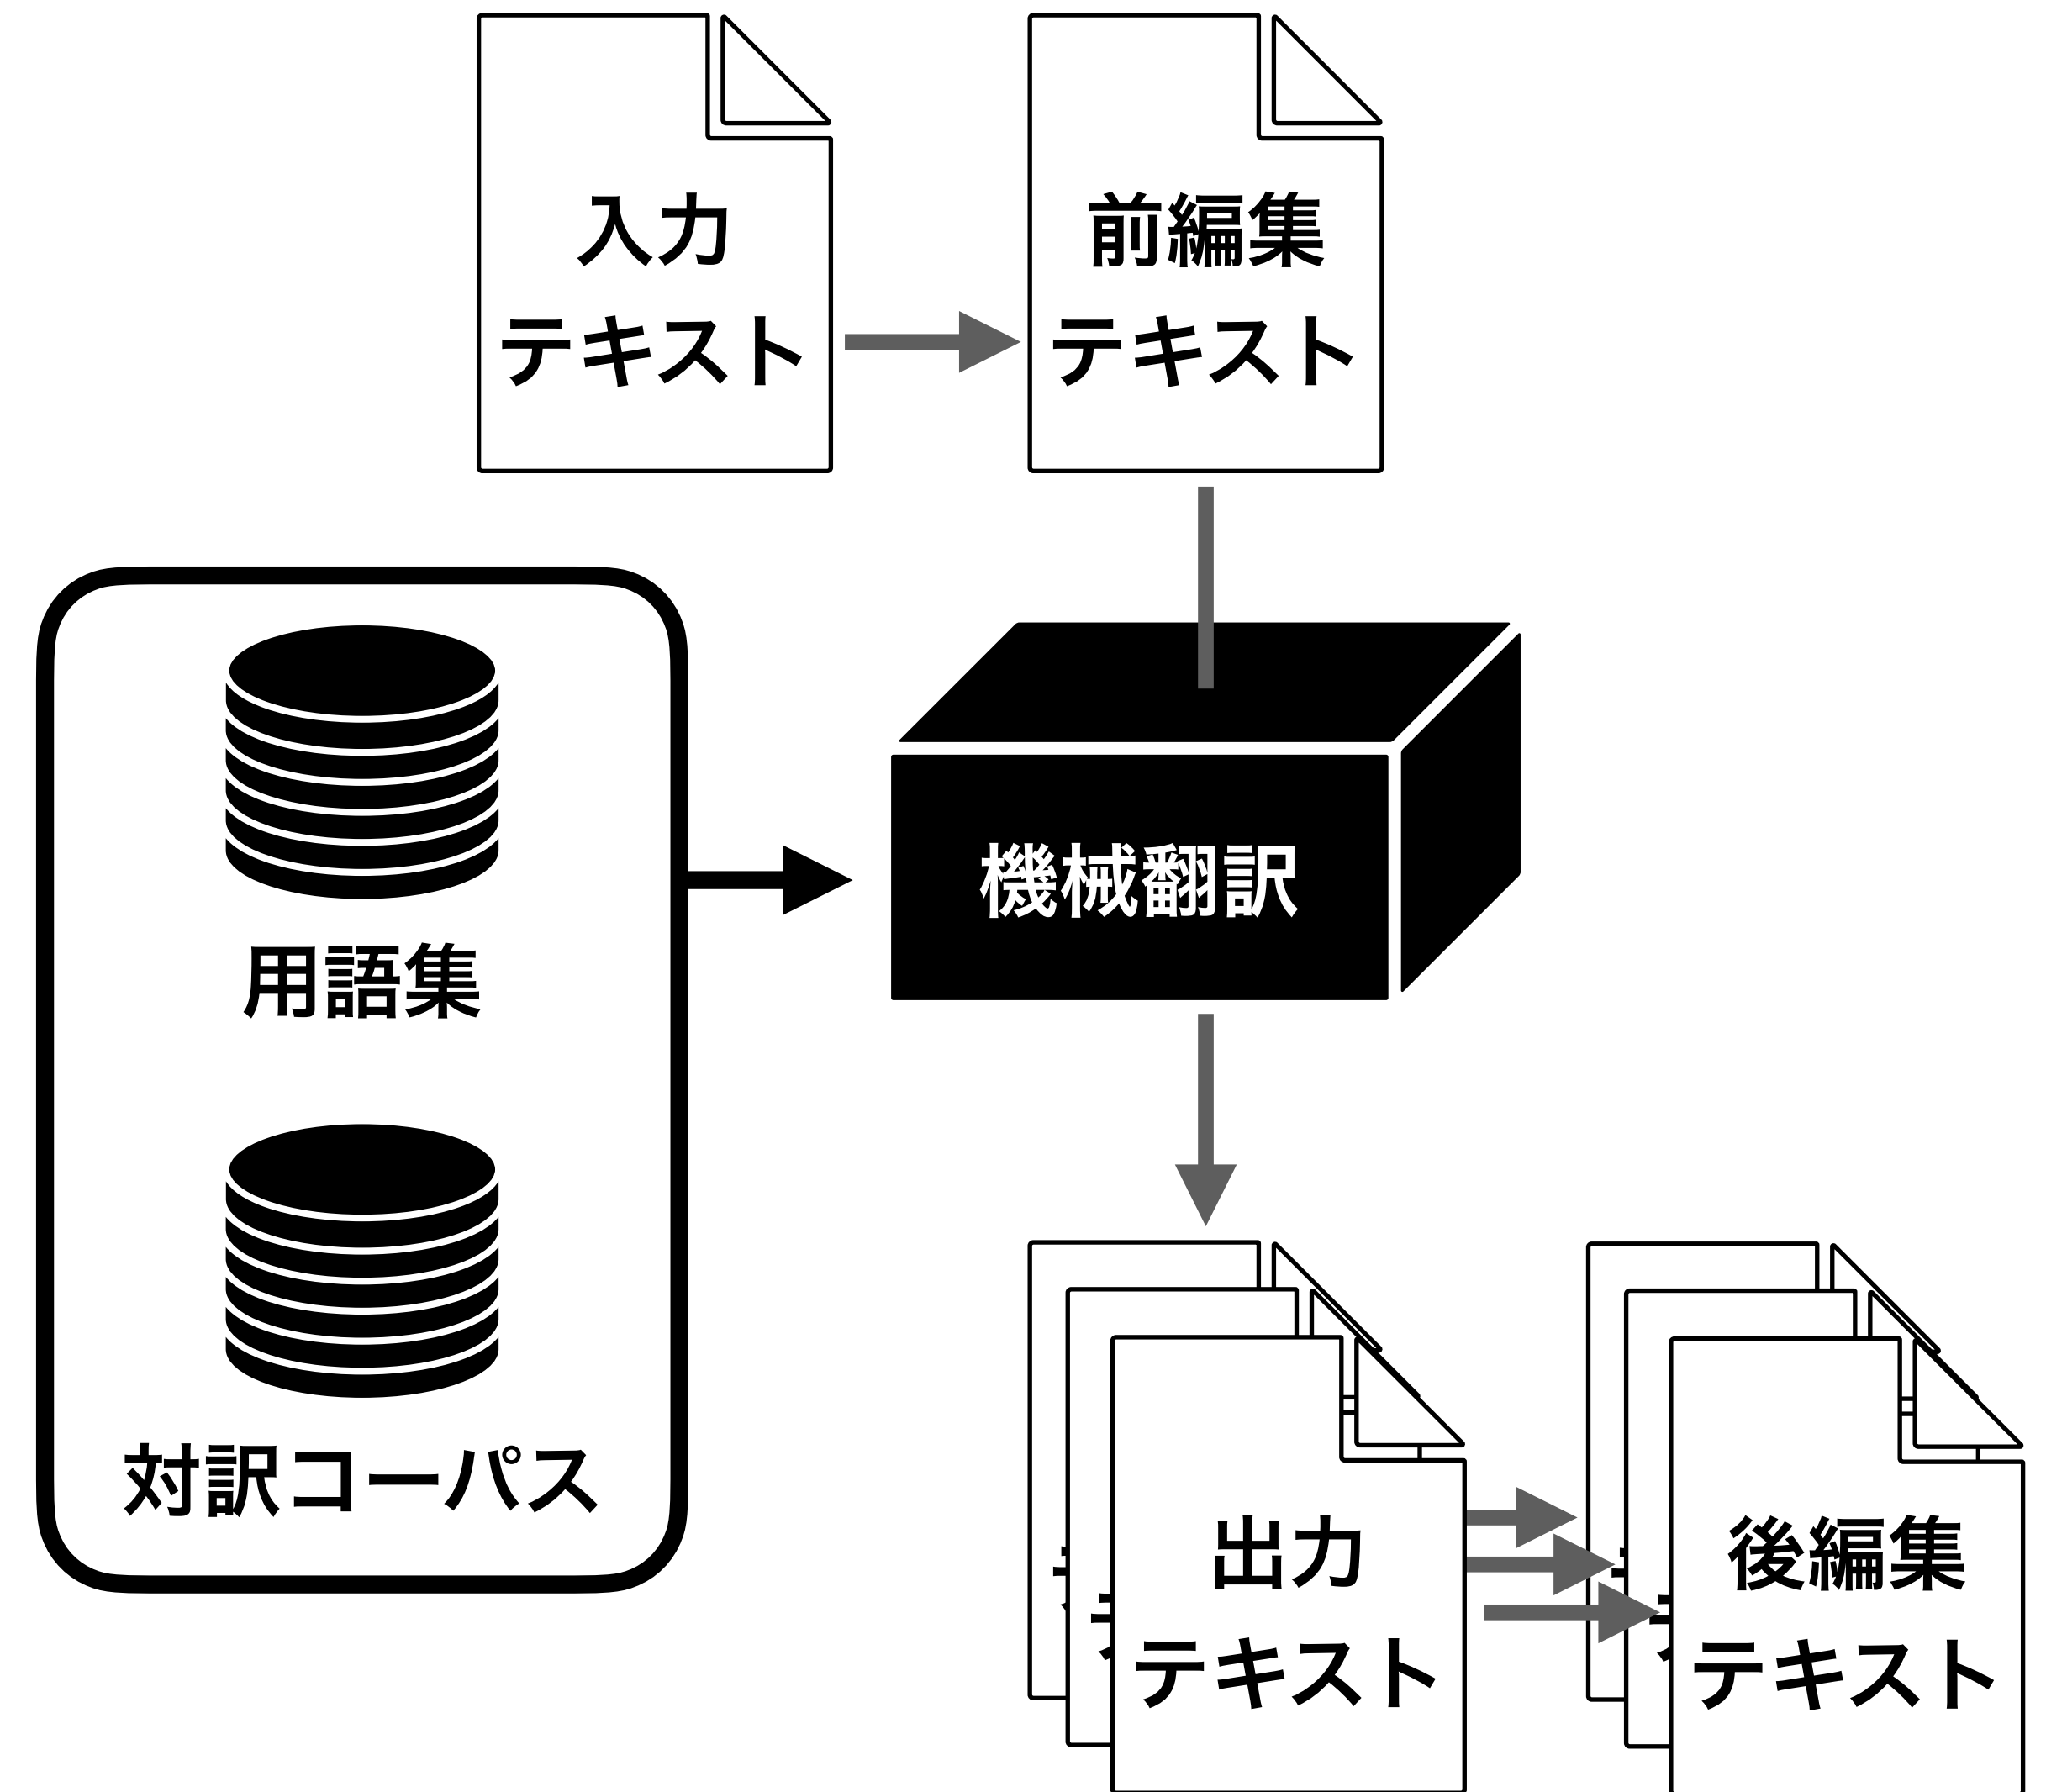 入力
テキスト
前編集
テキスト
機械翻訳
用語集
対訳コーパス
出力
テキスト
後編集
テキスト